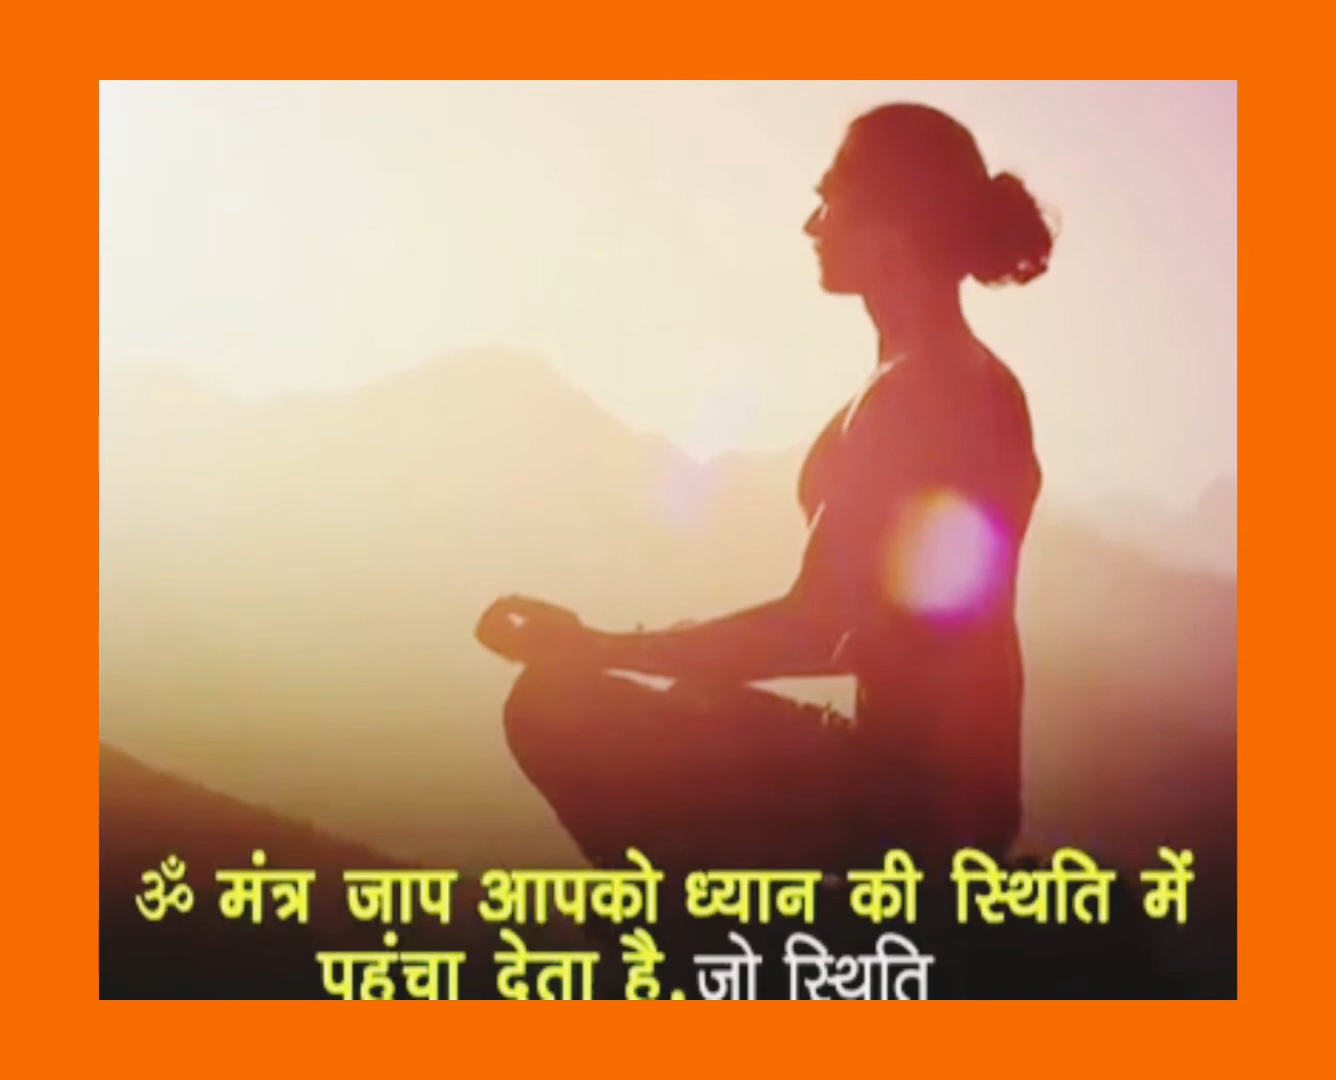 ॐ मंत्र जाप आपको ध्यान की स्थिति में
पहुंचा देता है.जो स्थिति